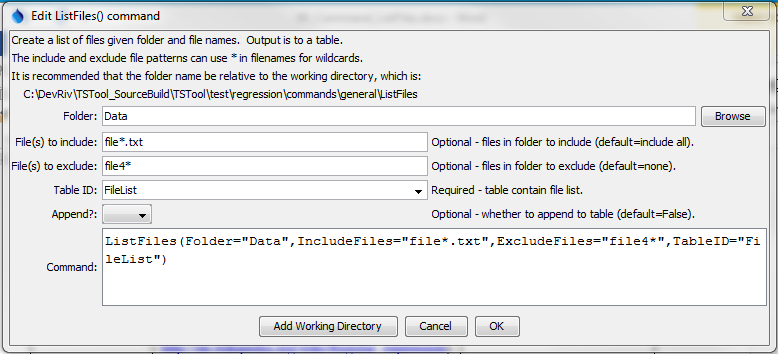 Edit ListFiles() command
Create a list of files given folder and file names. Output is to a table.
The include and exclude file patterns can use * in filenames for wildcards.
It is recommended that the folder name be relative to the working directory, which is:
C:\DevRiv\TSTool_SourceBuild\TSTool\test\regression\commands\general\ListFiles
Folder: Data Browse
File(s) to include: file*.txt Optional - files in folder to include (default=include all).
File(s) to exclude: file4* Optional - files in folder to exclude (default=none).
Table ID: FileList Required - table contain file list.
Append?: Optional - whether to append to table (default=False).
Command: ListFiles(Folder="Data",IncludeFiles="file*.txt",ExcludeFiles="file4*",TableID="Fi
leList")
Add Working Directory Cancel OK